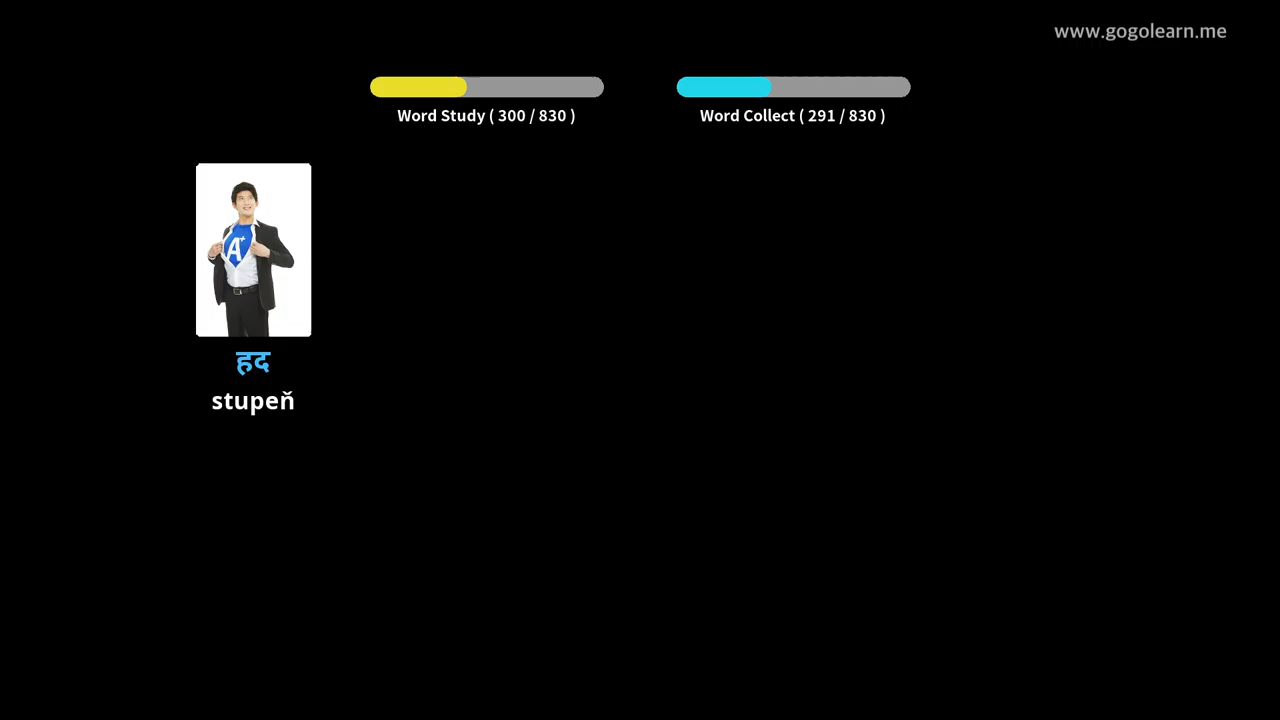 www.gogolearn.me
Word Study ( 300 / 830 )
Word Collect ( 291 / 830 )
A+
हद
stupeň